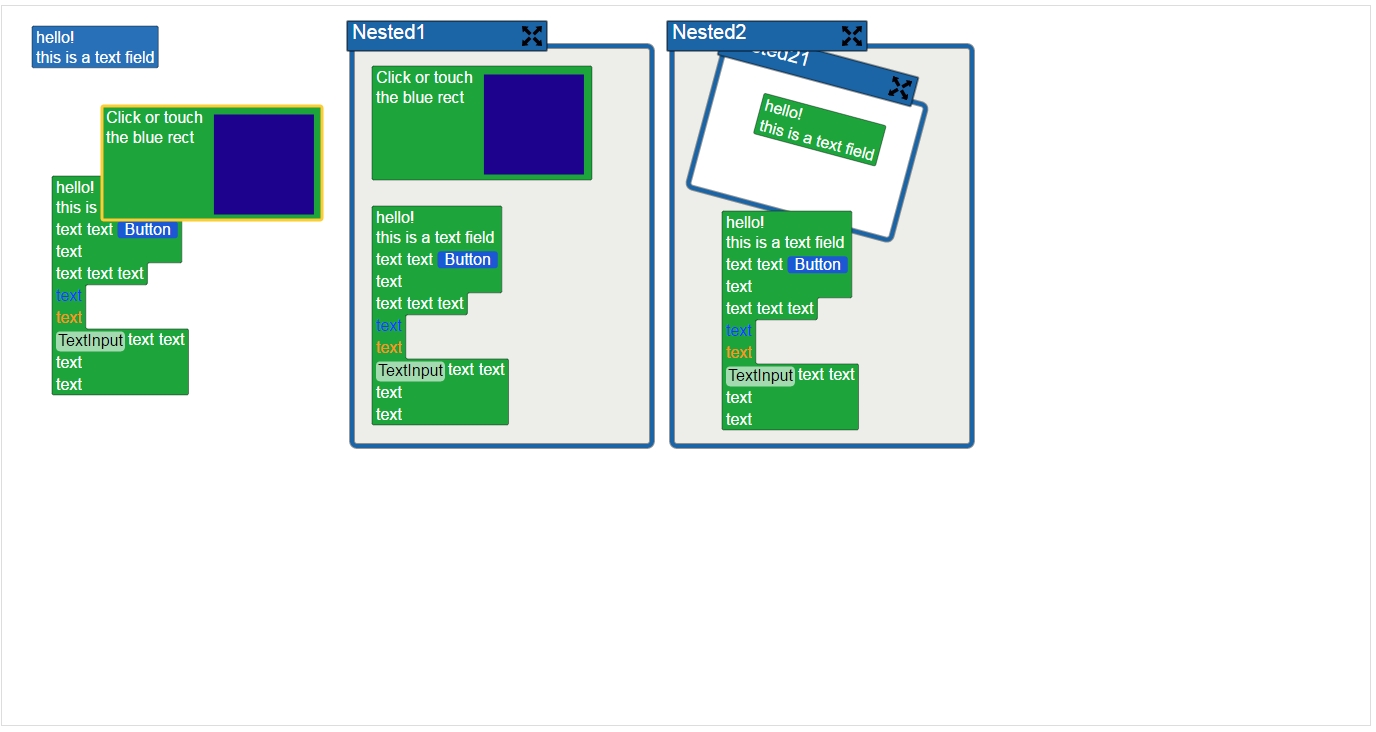 hello!
this is a text field
Click or touch
the blue rect
hello!
this is
text text Button
text
text text text
text
text
TextInput text text
text
text
Nested1
Click or touch
the blue rect
hello!
this is a text field
text text Button
text
text text text
text
text
TextInput text text
text
text
Nested2
sted21
hello!
this is a text field
hello!
this is a text field
text text Button
text
text text text
text
text
TextInput text text
text
text